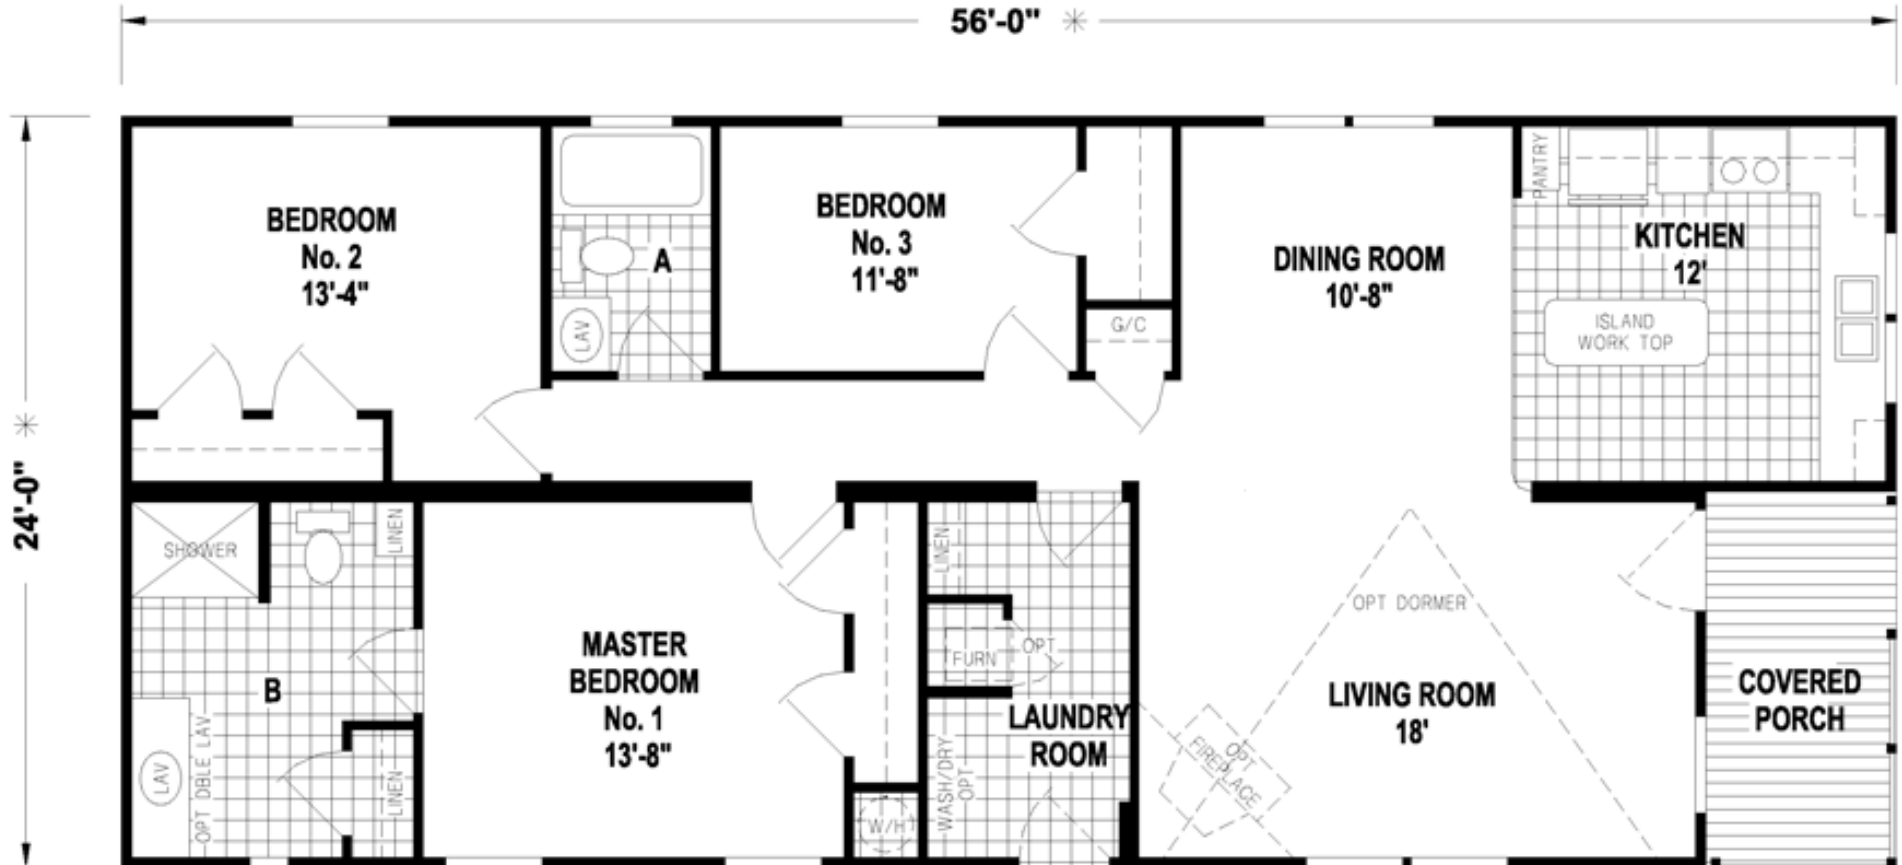 56'-0" *
24'-0" *
BEDROOM
No. 2
13'-4"
A
LAV
BEDROOM
No. 3
11'-8"
G/C
DINING ROOM
10'-8"
PANTRY
KITCHEN
12'
ISLAND
WORK TOP
SHOWER
LINEN
B
LAV
OPT DBLE LAV
LINEN
MASTER
BEDROOM
No. 1
13'-8"
W/H
LINEN
FURN
OPT
LAUNDRY
ROOM
WASH/DRY
OPT
OPT DORMER
LIVING ROOM
18'
OPT
FIREPLACE
COVERED
PORCH